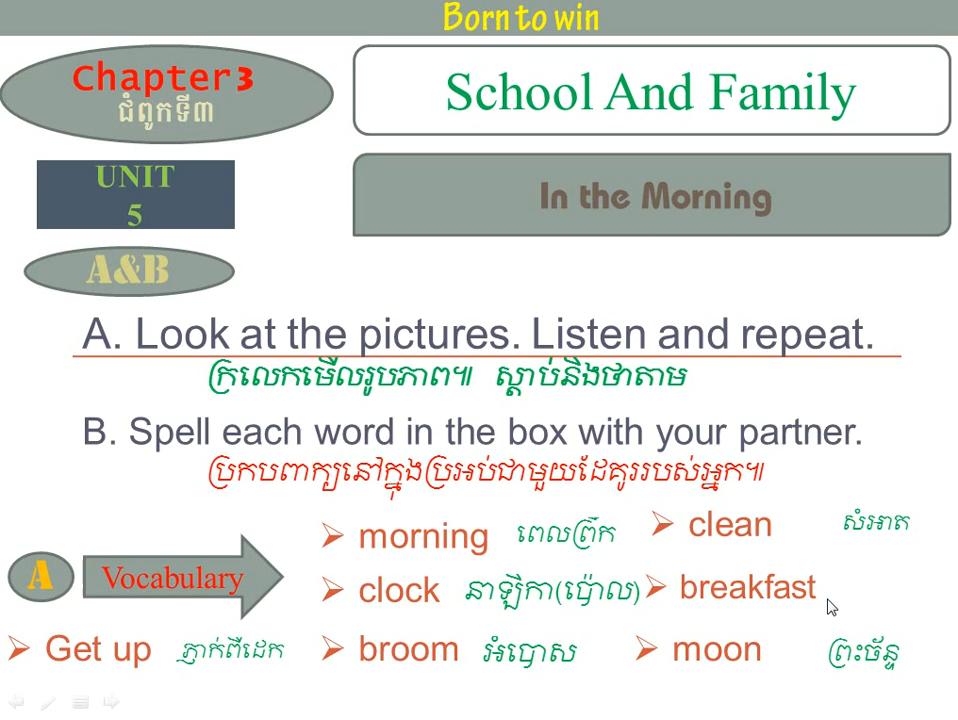 Born to win
Chapter3
ជំពូកទី៣
School And Family
UNIT
5
In the Morning
A&B
A. Look at the pictures. Listen and repeat.
ក្រលេកមើលរូបភាព៕ ស្ដាប់និងថាតាម
B. Spell each word in the box with your partner.
ប្រកបពាក្យនៅក្នុងប្រអប់ជាមួយដៃគូររបស់អ្នក៕
A
Vocabulary
morning ពេលព្រឹក
clean សំអាត
clock នាឡិកា(ប៉ោល)
breakfast
Get up ភ្ញាក់ពីដេក
broom អំបោស
moon ព្រះច័ន្ទ